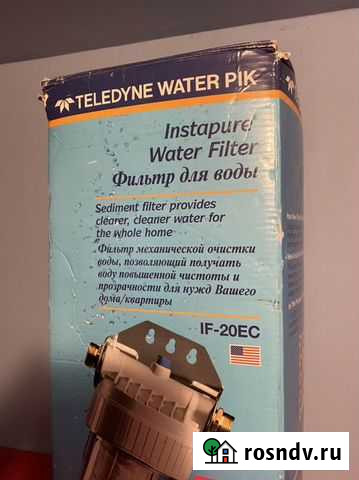 TELEDYNE WATER PIK
Instapure
Water Filter
Фильтр для воды
Sediment filter provides
clearer, cleaner water for
the whole home
Фильтр механической очистки
воды, позволяющий получать
воду повышенной чистоты и
прозрачности для нужд Вашего
дома/квартиры
IF-20EC
rosndv.ru